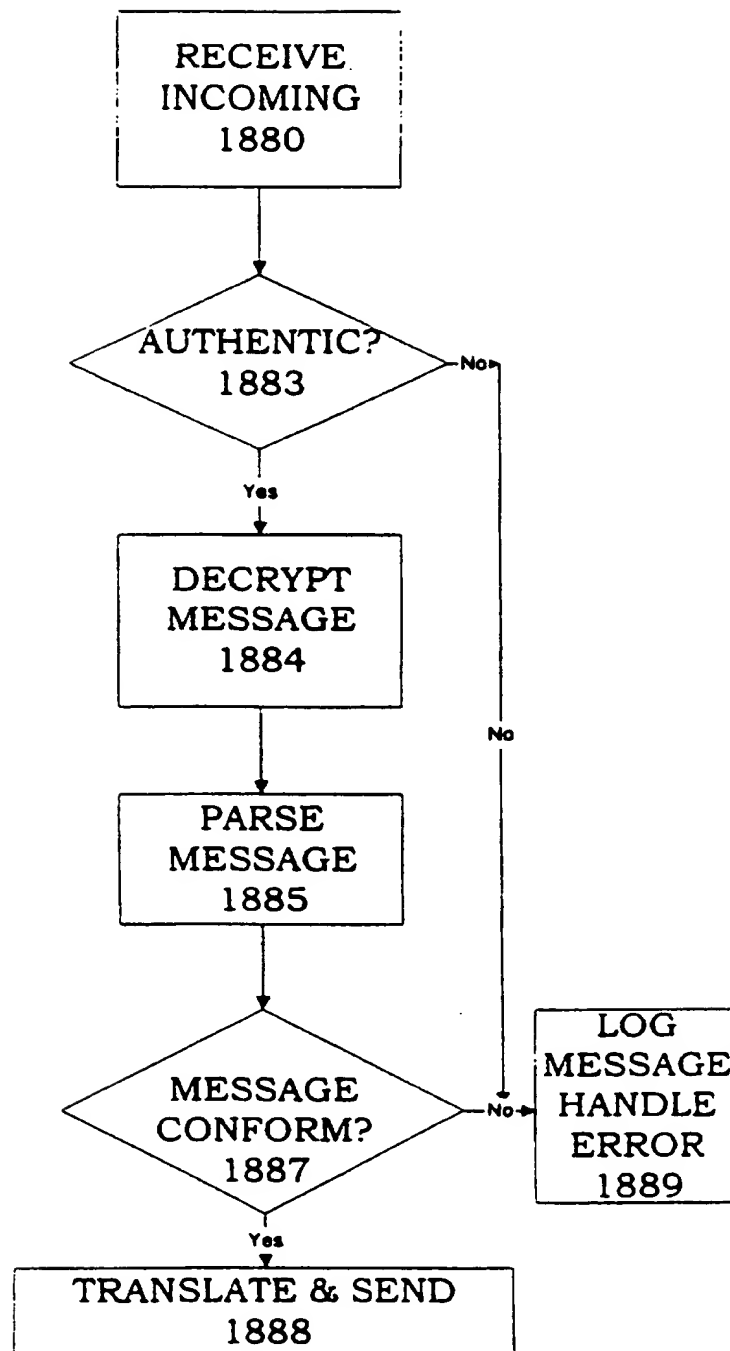 RECEIVE
INCOMING
1880
AUTHENTIC?
1883
No
Yes
DECRYPT
MESSAGE
1884
No
PARSE
MESSAGE
1885
MESSAGE
CONFORM?
1887
No
LOG
MESSAGE
HANDLE
ERROR
1889
Yes
TRANSLATE & SEND
1888